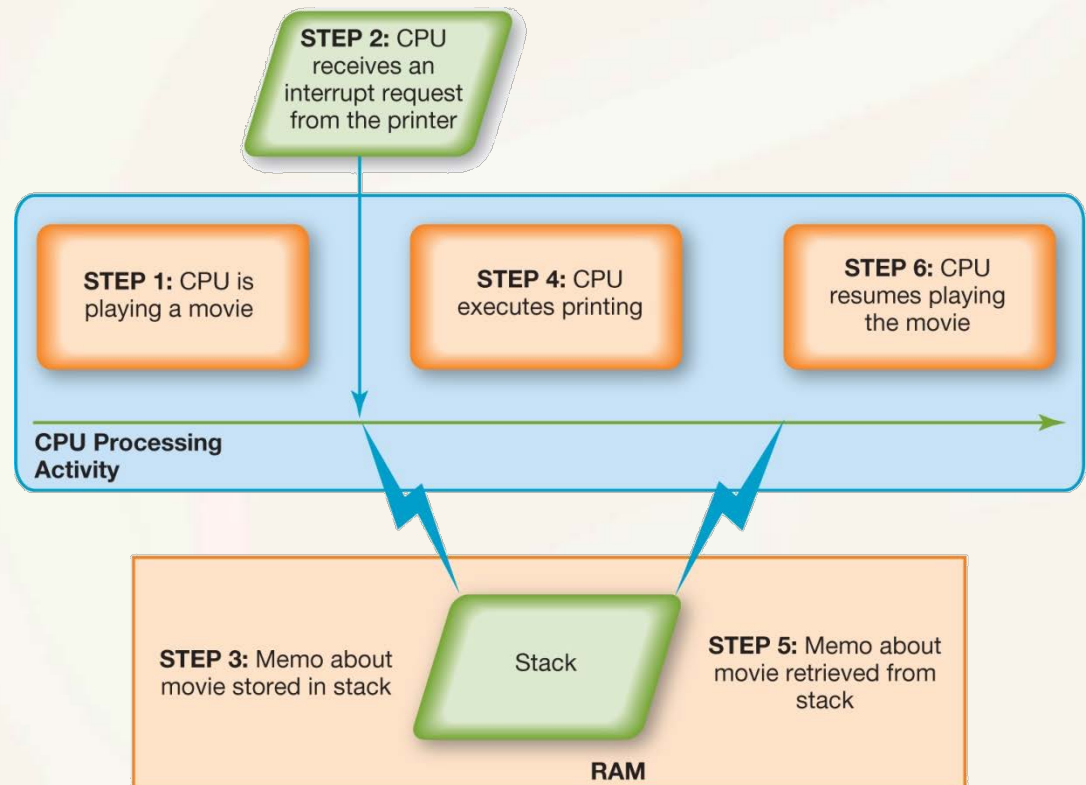 STEP 2: CPU
receives an
interrupt request
from the printer
STEP 1: CPU is
playing a movie
STEP 4: CPU
executes printing
STEP 6: CPU
resumes playing
the movie
CPU Processing
Activity
STEP 3: Memo about
movie stored in stack
Stack
STEP 5: Memo about
movie retrieved from
stack
RAM